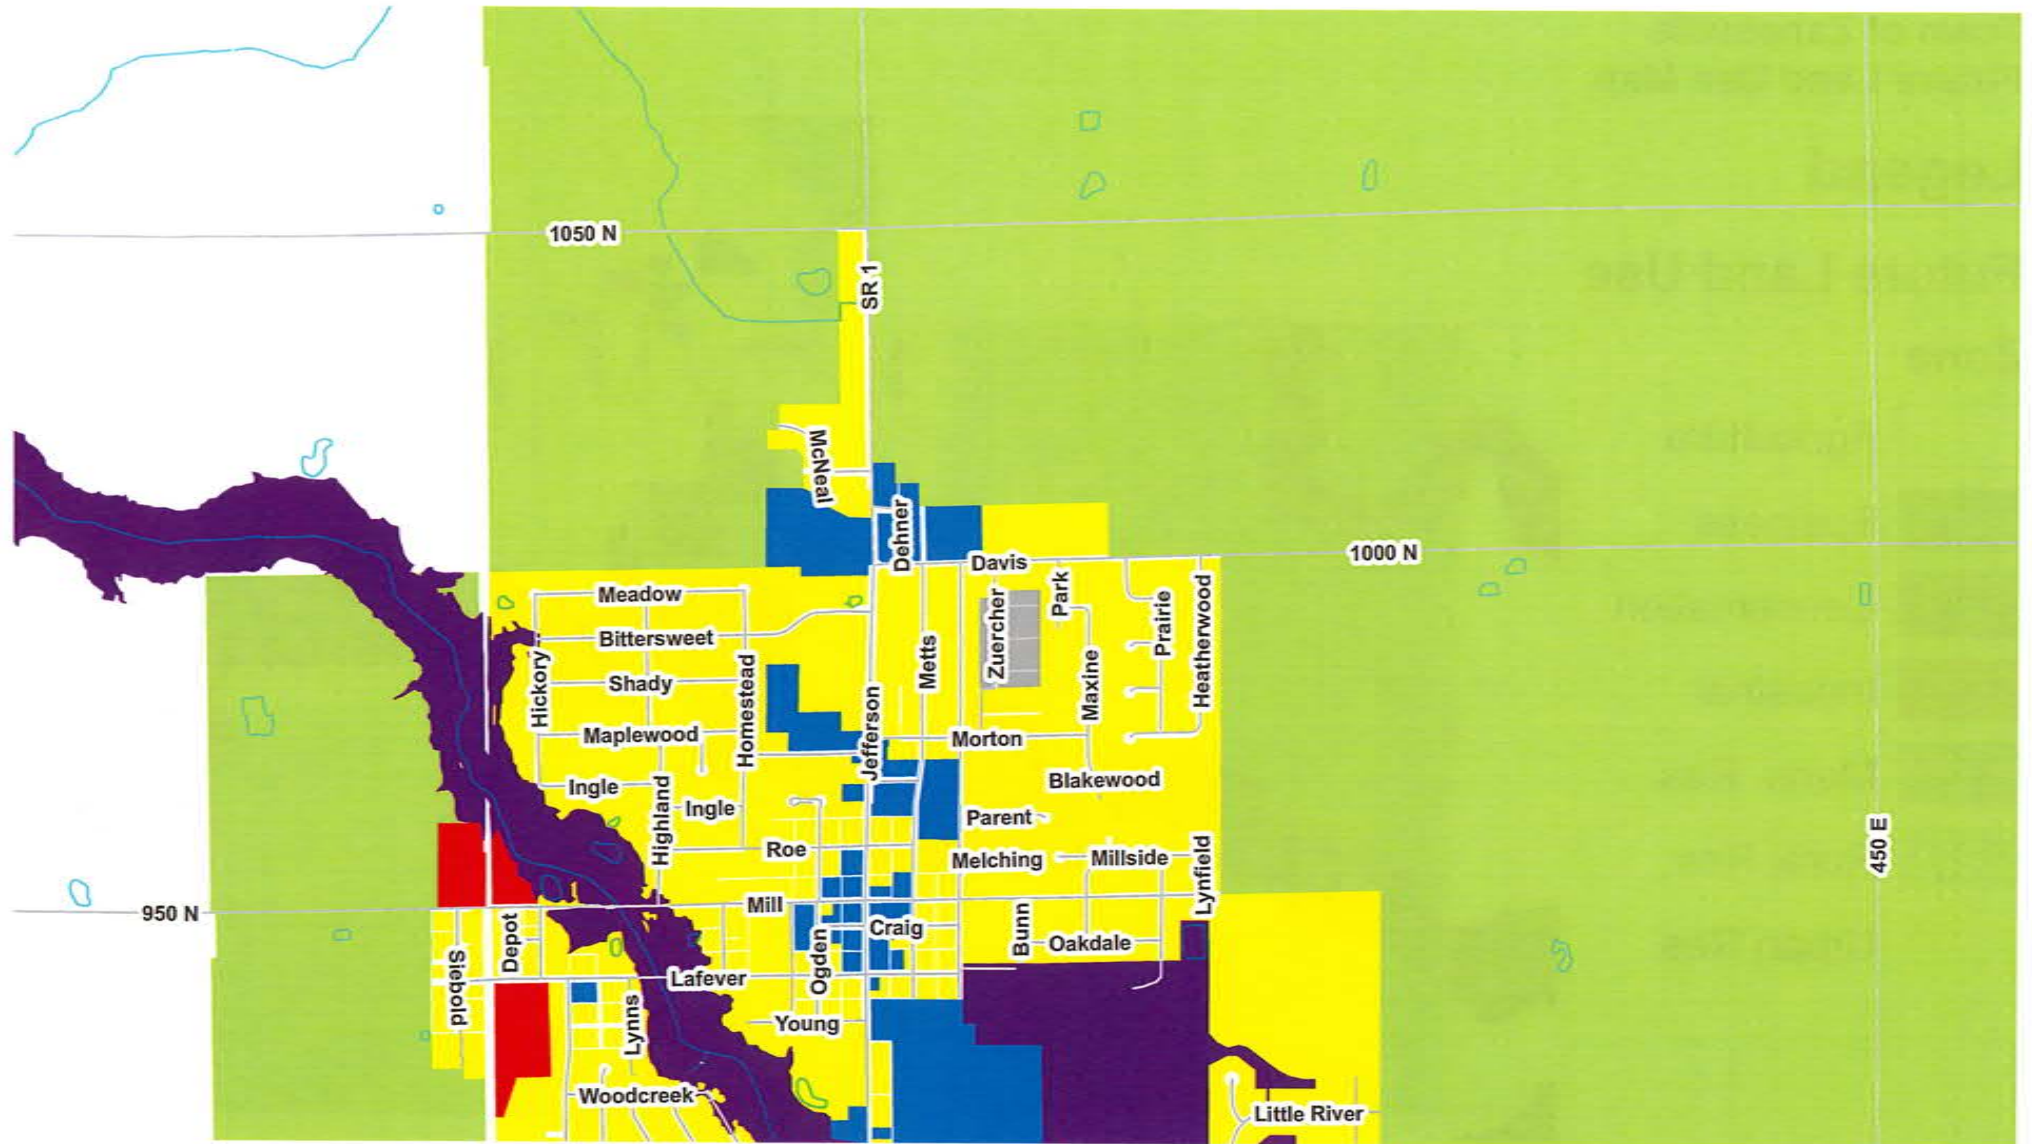 1050 N
SR 1
McNeal
Dehner
Davis
1000 N
Meadow
Zuercher
Park
Prairie
Heatherwood
Bittersweet
Metts
Hickory
Shady
Homestead
Maxine
Jefferson
Maplewood
Morton
Ingle
Highland
Ingle
Blakewood
Parent
450 E
Roe
Melching
Millside
Lynfield
950 N
Mill
Depot
Ogden
Craig
Bunn
Oakdale
Siebold
Lafever
Lynns
Young
Woodcreek
Little River